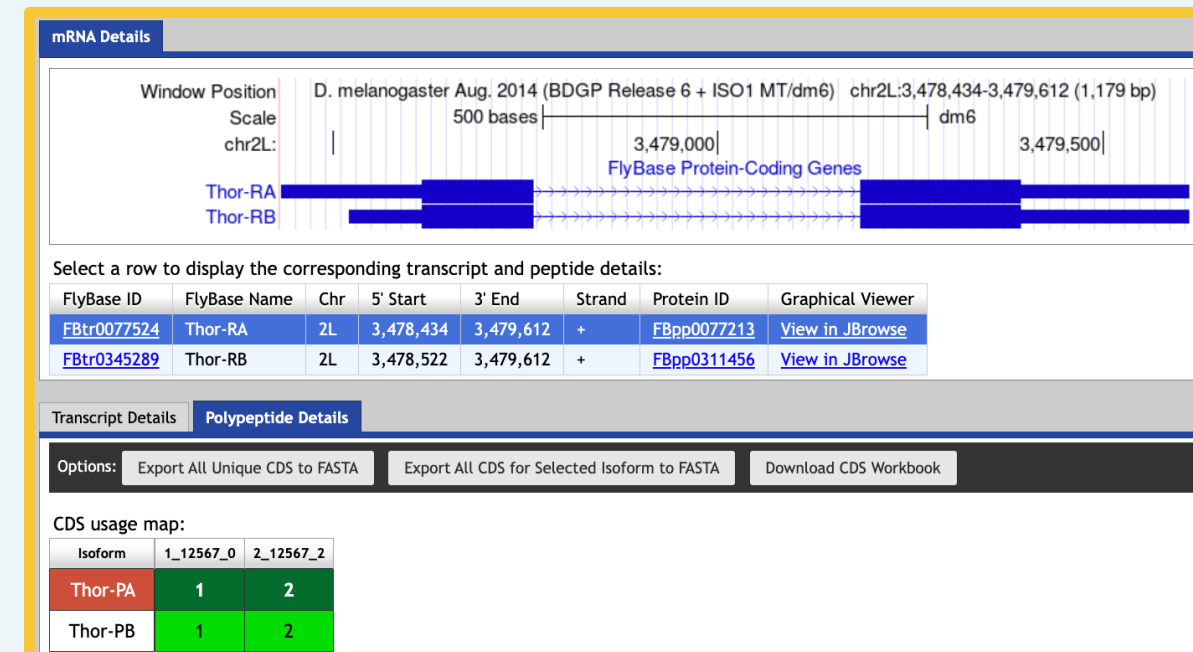 mRNA Details
Window Position D. melanogaster Aug. 2014 (BDGP Release 6 + ISO1 MT/dm6) chr2L:3,478,434-3,479,612 (1,179 bp)
Scale 500 bases dm6
chr2L: 3,479,000 3,479,500
FlyBase Protein-Coding Genes
Thor-RA
Thor-RB
Select a row to display the corresponding transcript and peptide details:
FlyBase ID FlyBase Name Chr 5' Start 3' End Strand Protein ID Graphical Viewer
FBtr0077524 Thor-RA 2L 3,478,434 3,479,612 + FBpp0077213 View in JBrowse
FBtr0345289 Thor-RB 2L 3,478,522 3,479,612 + FBpp0311456 View in JBrowse
Transcript Details Polypeptide Details
Options: Export All Unique CDS to FASTA Export All CDS for Selected Isoform to FASTA Download CDS Workbook
CDS usage map:
Isoform 1_12567_0 2_12567_2
Thor-PA 1 2
Thor-PB 1 2